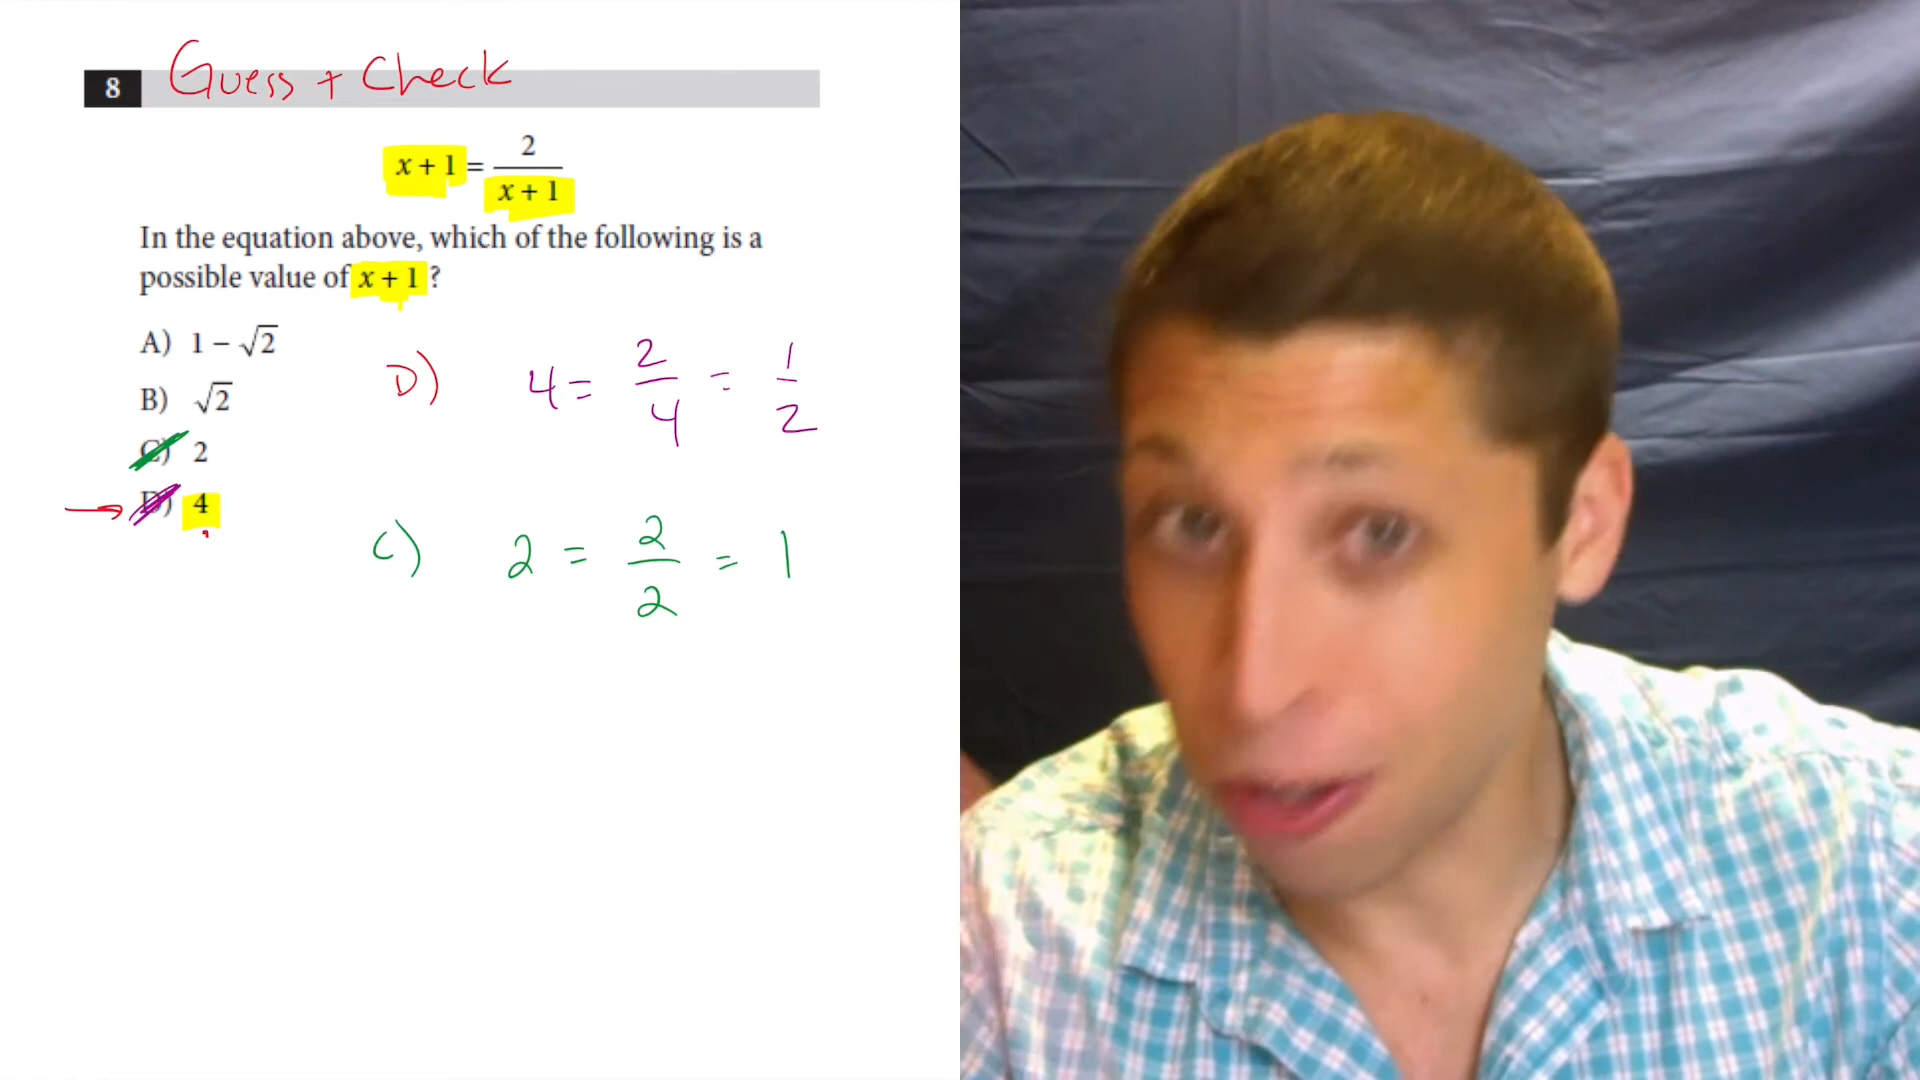 8 Guess + Check
x + 1 = 2 / x + 1
In the equation above, which of the following is a
possible value of x + 1 ?
A) 1 − √2
B) √2
C) 2
D) 4
D) 4 = 2/4 = 1/2
C) 2 = 2/2 = 1